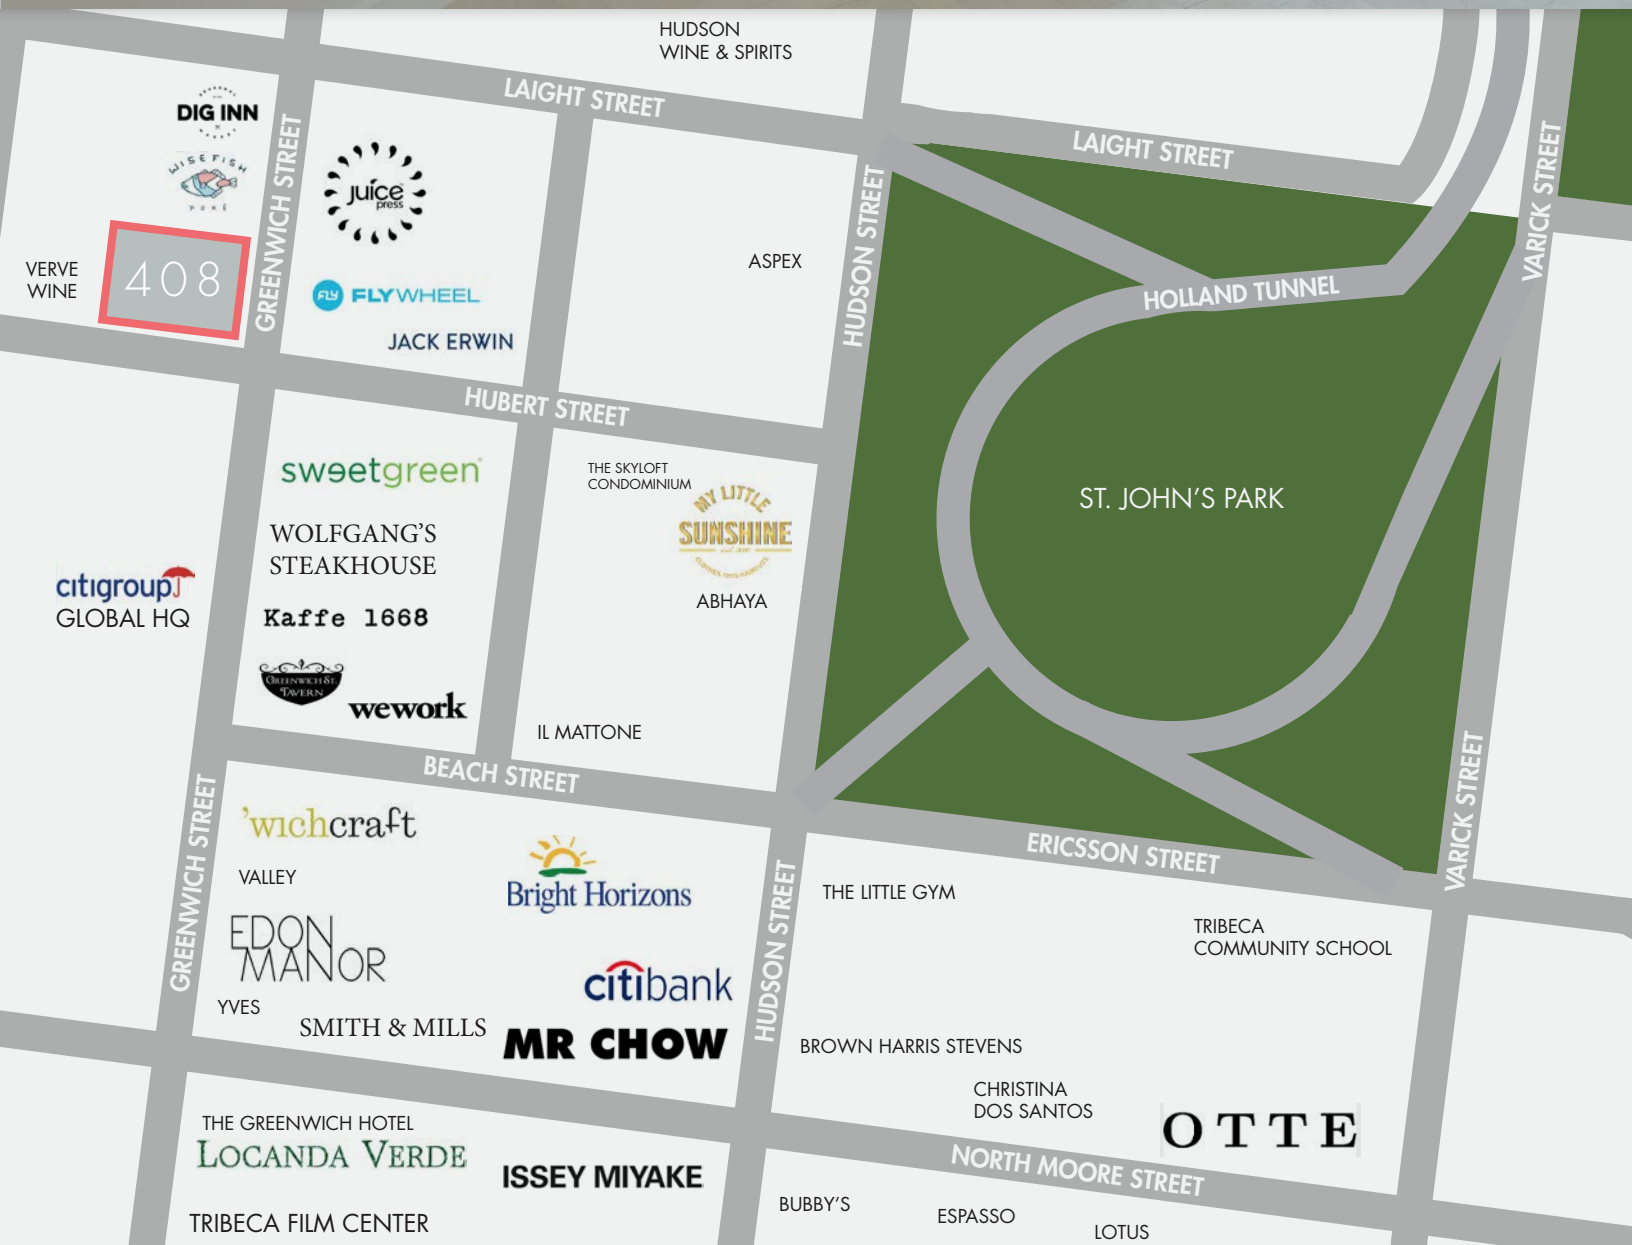 HUDSON
WINE & SPIRITS
LAIGHT STREET
LAIGHT STREET
DIG INN
WISEFISH
POKÉ
GREENWICH STREET
juice
press
VARICK STREET
HUDSON STREET
VERVE
WINE
408
FLY FLYWHEEL
JACK ERWIN
ASPEX
HOLLAND TUNNEL
HUBERT STREET
sweetgreen
WOLFGANG'S
STEAKHOUSE
Kaffe 1668
GREENWICH ST.
TAVERN
wework
THE SKYLOFT
CONDOMINIUM
MY LITTLE
SUNSHINE
ABHAYA
ST. JOHN'S PARK
citigroup
GLOBAL HQ
IL MATTONE
BEACH STREET
GREENWICH STREET
'wichcraft
VALLEY
EDON
MANOR
YVES
SMITH & MILLS
Bright Horizons
citibank
MR CHOW
HUDSON STREET
ERICSSON STREET
VARICK STREET
THE LITTLE GYM
TRIBECA
COMMUNITY SCHOOL
BROWN HARRIS STEVENS
CHRISTINA
DOS SANTOS
OTTE
NORTH MOORE STREET
THE GREENWICH HOTEL
LOCANDA VERDE
ISSEY MIYAKE
TRIBECA FILM CENTER
BUBBY'S
ESPASSO
LOTUS